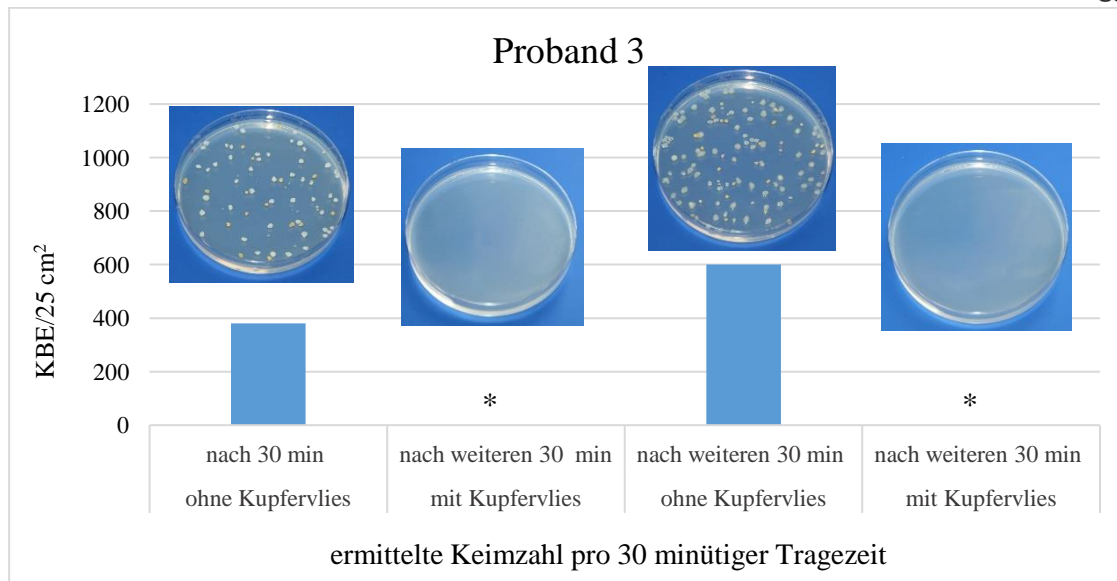 Proband 3
1200
1000
800
600
400
200
0
KBE/25 cm²
*
*
nach 30 min
ohne Kupfervlies
nach weiteren 30 min
mit Kupfervlies
nach weiteren 30 min
ohne Kupfervlies
nach weiteren 30 min
mit Kupfervlies
ermittelte Keimzahl pro 30 minütiger Tragezeit